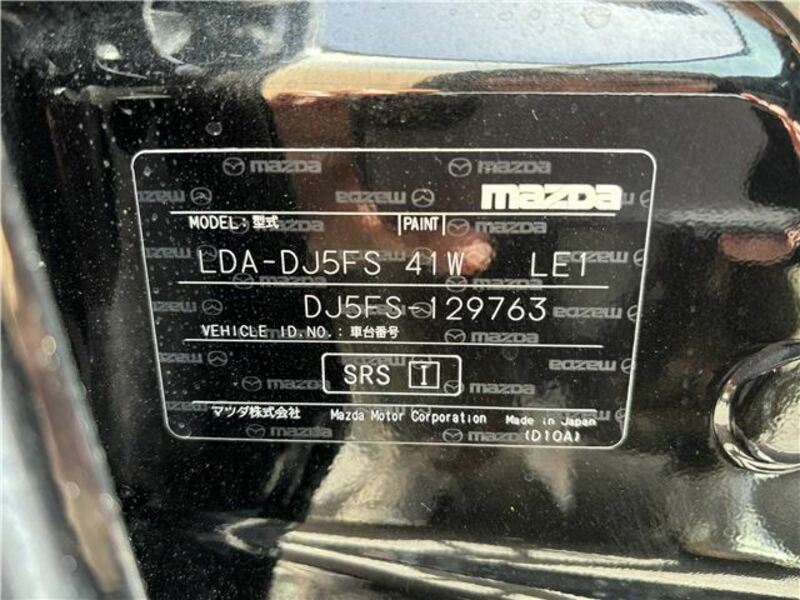 mazda
MODEL:型式 PAINT
LDA-DJ5FS 41W LE1
DJ5FS-129763
VEHICLE ID.NO.:車台番号
SRS I
マツダ株式会社 Mazda Motor Corporation Made in Japan
(D10A)